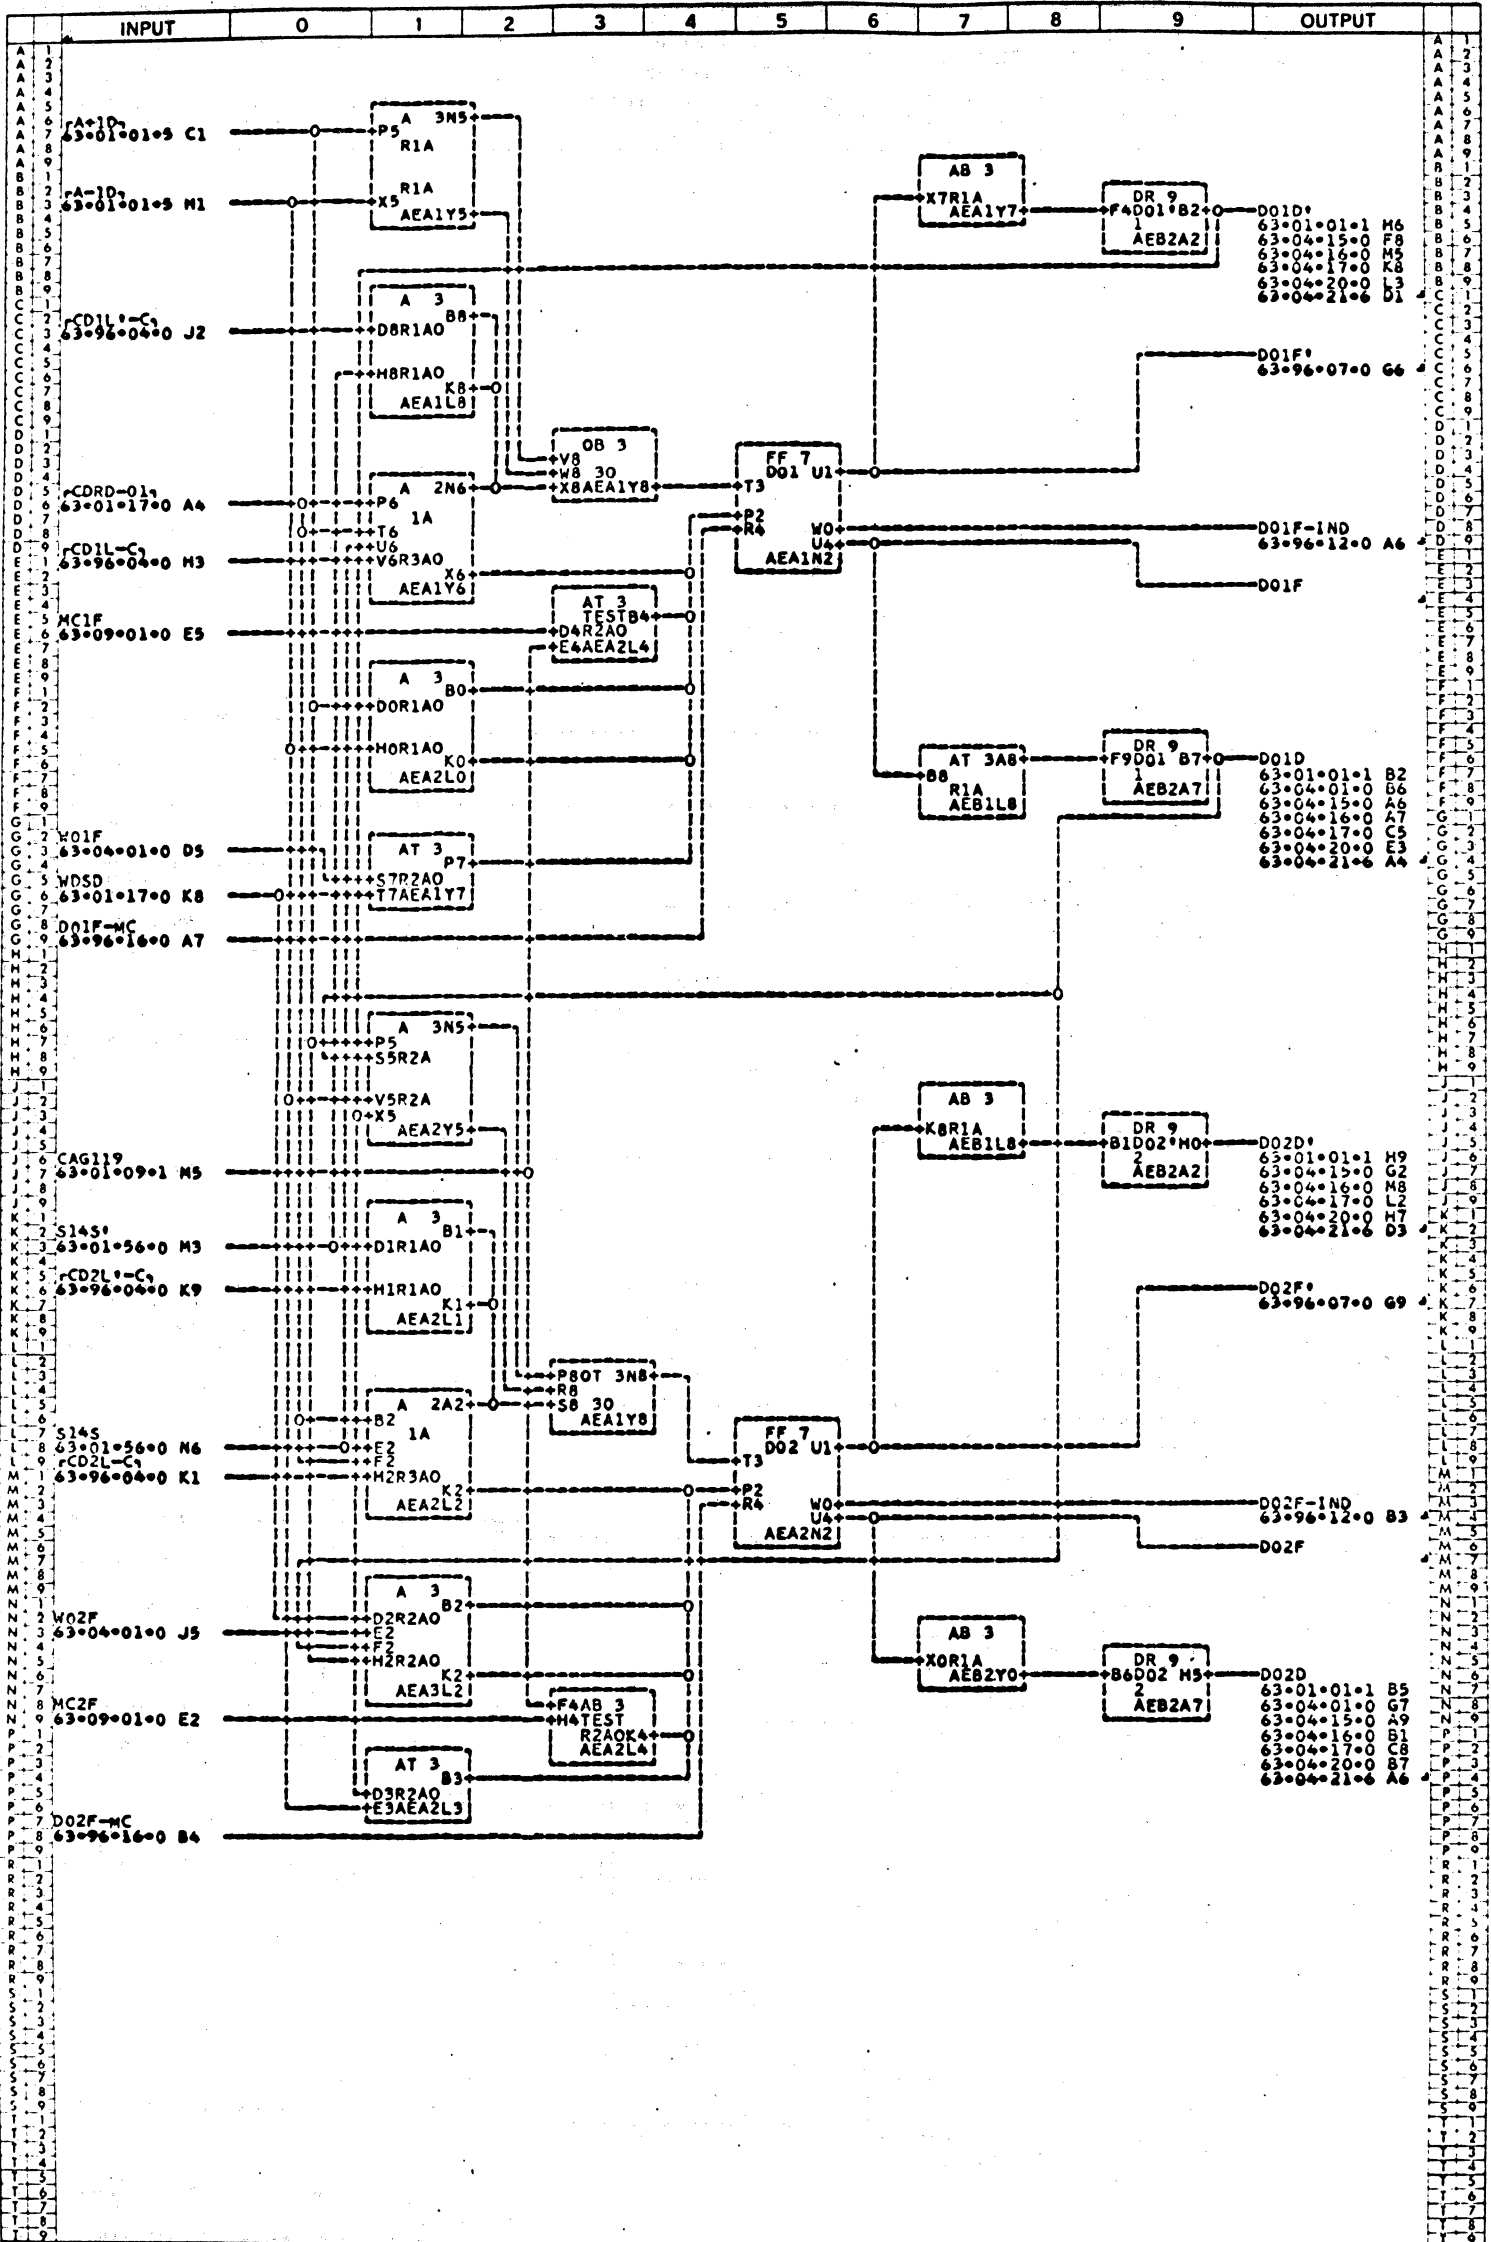 INPUT 0 1 2 3 4 5 6 7 8 9 OUTPUT
┌A+1D┐
63•01•01•5 C1
A 3N5
P5
R1A
┌A-1D┐
63•01•01•5 M1
R1A
X5
AEA1Y5
AB 3
X7R1A
AEA1Y7
DR 9
F4D01'B2
1
AEB2A2
D01D'
63•01•01•1 M6
63•04•15•0 F8
63•04•16•0 M5
63•04•17•0 K8
63•04•20•0 L3
63•04•21•6 D1
┌CD1L'-C┐
63•96•04•0 J2
A 3
B8
D8R1AO
H8R1AO
K8
AEA1L8
D01F'
63•96•07•0 G6
OB 3
V8
W8 3O
X8AEA1Y8
FF 7
D01 U1
T3
P2
R4 W0
U4
AEA1N2
┌CDRD-01┐
63•01•17•0 A4
A 2N6
P6
1A
T6
U6
┌CD1L-C┐
63•96•04•0 M3
V6R3AO
X6
AEA1Y6
D01F-IND
63•96•12•0 A6
D01F
MC1F
63•09•01•0 E5
AT 3
TESTB4
D4R2AO
E4AEA2L4
A 3
B0
D0R1AO
H0R1AO
K0
AEA2L0
AT 3A8
B8
R1A
AEB1L8
DR 9
F9D01 B7
1
AEB2A7
D01D
63•01•01•1 B2
63•04•01•0 B6
63•04•15•0 A6
63•04•16•0 A7
63•04•17•0 C5
63•04•20•0 E3
63•04•21•6 A4
W01F
63•04•01•0 D5
WDSD
63•01•17•0 K8
AT 3
P7
S7R2AO
T7AEA1Y7
D01F-MC
63•96•16•0 A7
A 3N5
P5
S5R2A
V5R2A
X5
AEA2Y5
AB 3
K8R1A
AEB1L8
DR 9
B1D02'H0
2
AEB2A2
D02D'
63•01•01•1 H9
63•04•15•0 G2
63•04•16•0 M8
63•04•17•0 L2
63•04•20•0 H7
63•04•21•6 D3
CAG119
63•01•09•1 M5
S14S'
63•01•56•0 M3
┌CD2L'-C┐
63•96•04•0 K9
A 3
B1
D1R1AO
H1R1AO
K1
AEA2L1
D02F'
63•96•07•0 G9
P8OT 3N8
R8
S8 3O
AEA1Y8
A 2A2
B2
1A
E2
F2
H2R3AO
K2
AEA2L2
S14S
63•01•56•0 N6
┌CD2L-C┐
63•96•04•0 K1
FF 7
D02 U1
T3
P2
R4 W0
U4
AEA2N2
D02F-IND
63•96•12•0 B3
D02F
A 3
B2
D2R2AO
E2
F2
H2R2AO
K2
AEA3L2
W02F
63•04•01•0 J5
AB 3
X0R1A
AEB2Y0
DR 9
B6D02 H5
2
AEB2A7
D02D
63•01•01•1 B5
63•04•01•0 G7
63•04•15•0 A9
63•04•16•0 B1
63•04•17•0 C8
63•04•20•0 B7
63•04•21•6 A6
MC2F
63•09•01•0 E2
F4AB 3
H4TEST
R2AOK4
AEA2L4
AT 3
B3
D3R2AO
E3AEA2L3
D02F-MC
63•96•16•0 B4